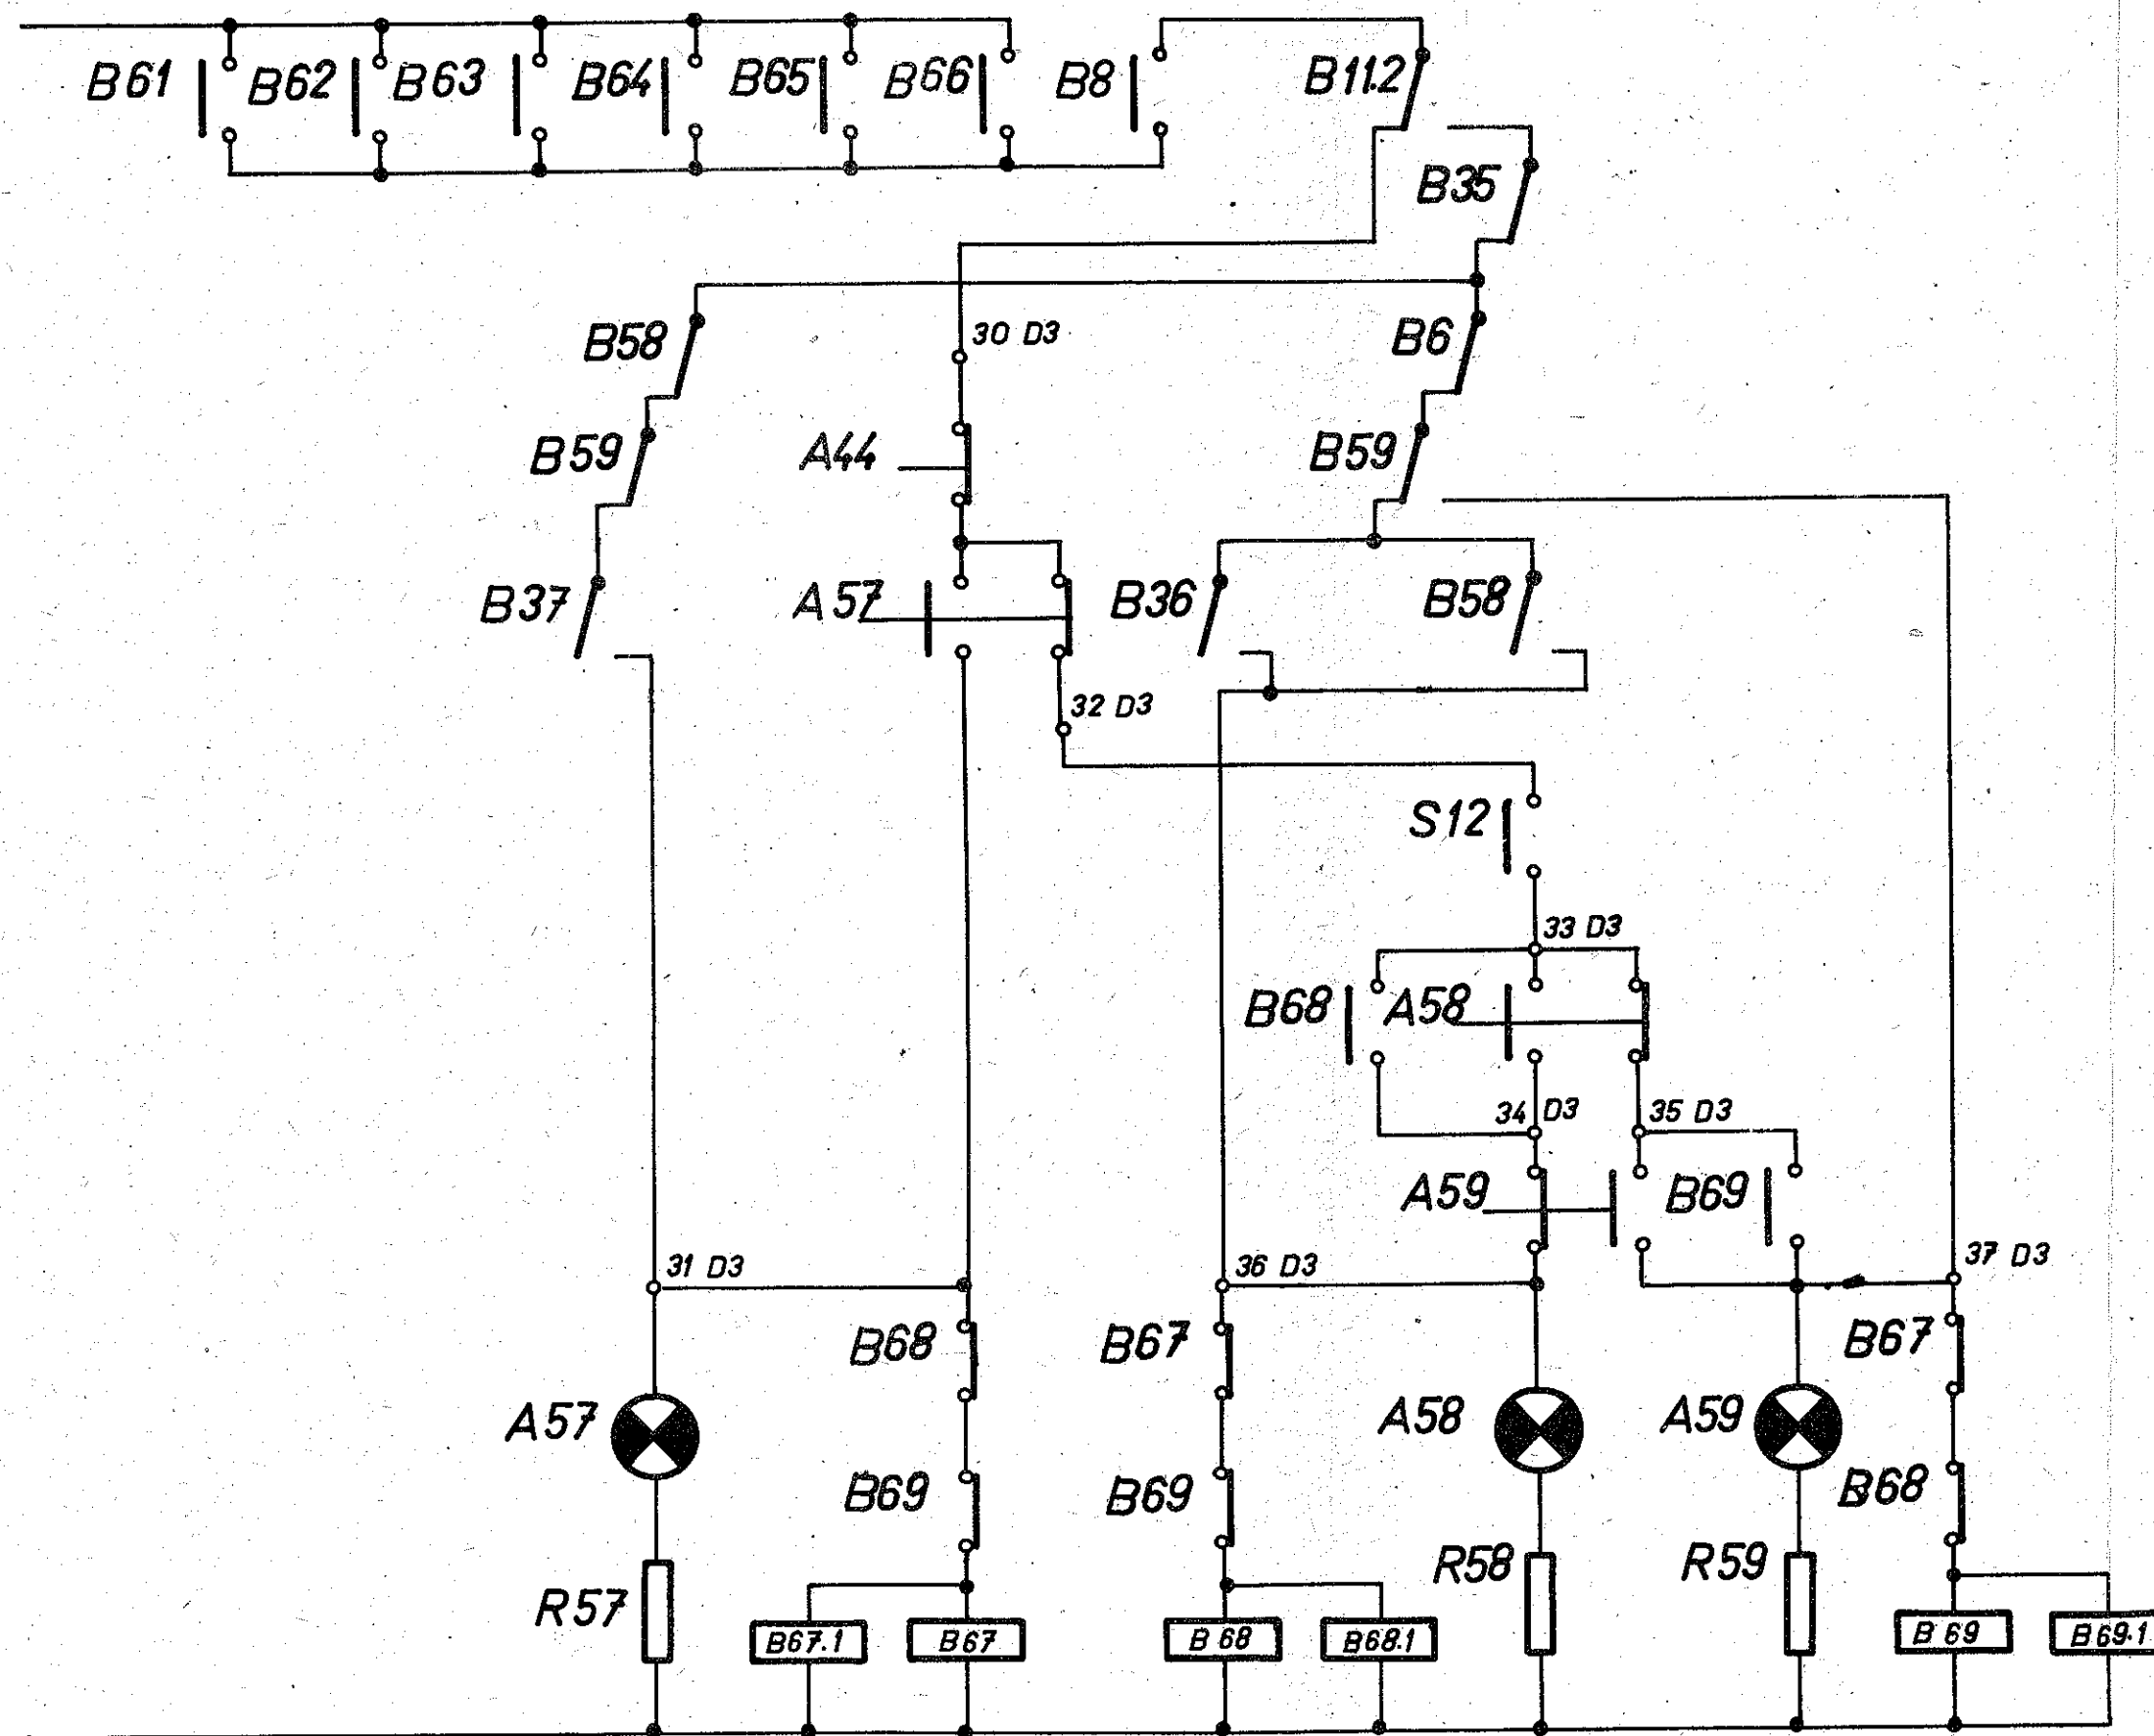 B61 B62 B63 B64 B65 B66 B8 B11.2
B35
B58 30 D3 B6
B59 A44 B59
B37 A57 B36 B58
32 D3
S12
33 D3
B68 A58
34 D3 35 D3
A59 B69
31 D3 36 D3 37 D3
B68 B67 B67
A57 A58 A59
B69 B69 B68
R57 R58 R59
B67.1 B67 B68 B68.1 B69 B69.1